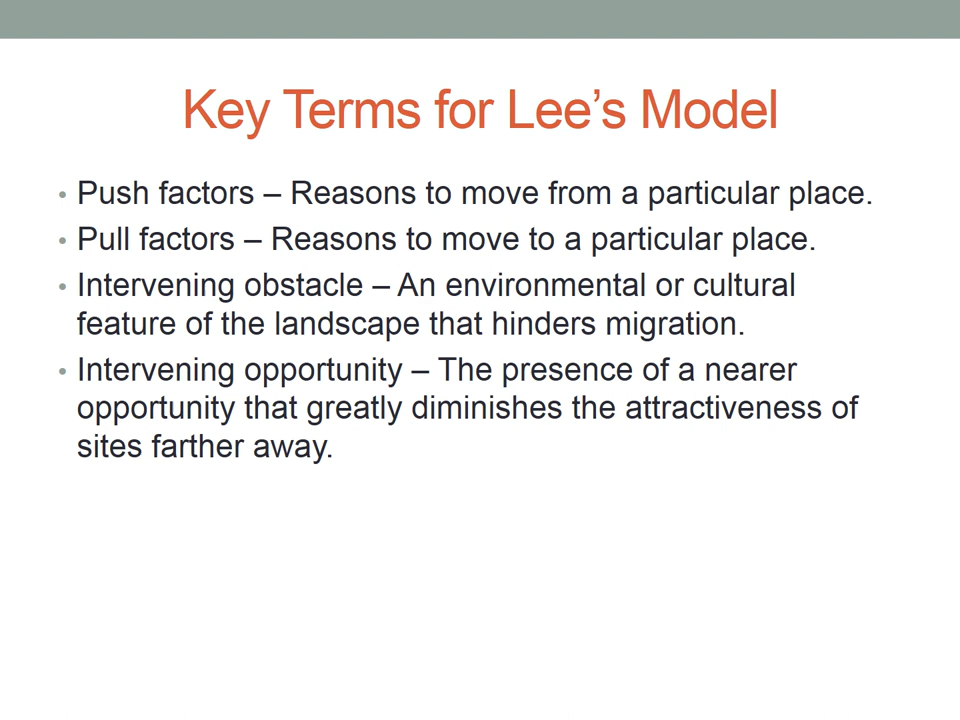 Key Terms for Lee’s Model
• Push factors – Reasons to move from a particular place.
• Pull factors – Reasons to move to a particular place.
• Intervening obstacle – An environmental or cultural
feature of the landscape that hinders migration.
• Intervening opportunity – The presence of a nearer
opportunity that greatly diminishes the attractiveness of
sites farther away.